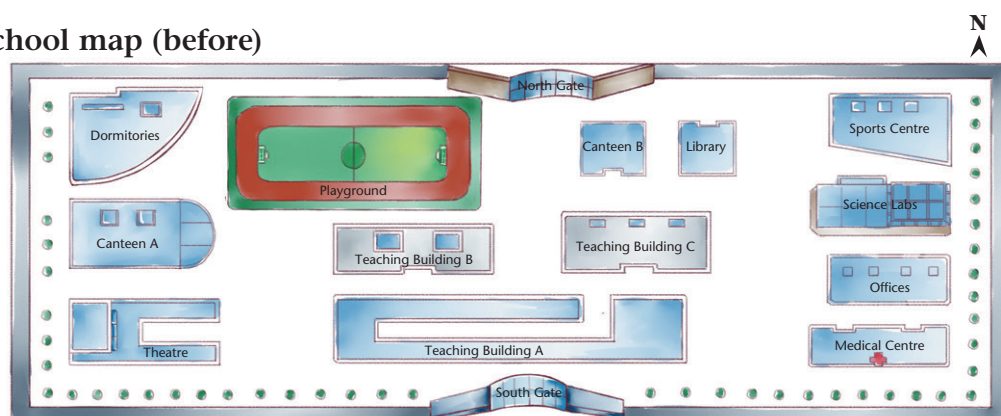 chool map (before)
N
North Gate
Dormitories
Canteen B
Library
Sports Centre
Playground
Science Labs
Canteen A
Teaching Building B
Teaching Building C
Offices
Theatre
Teaching Building A
Medical Centre
South Gate